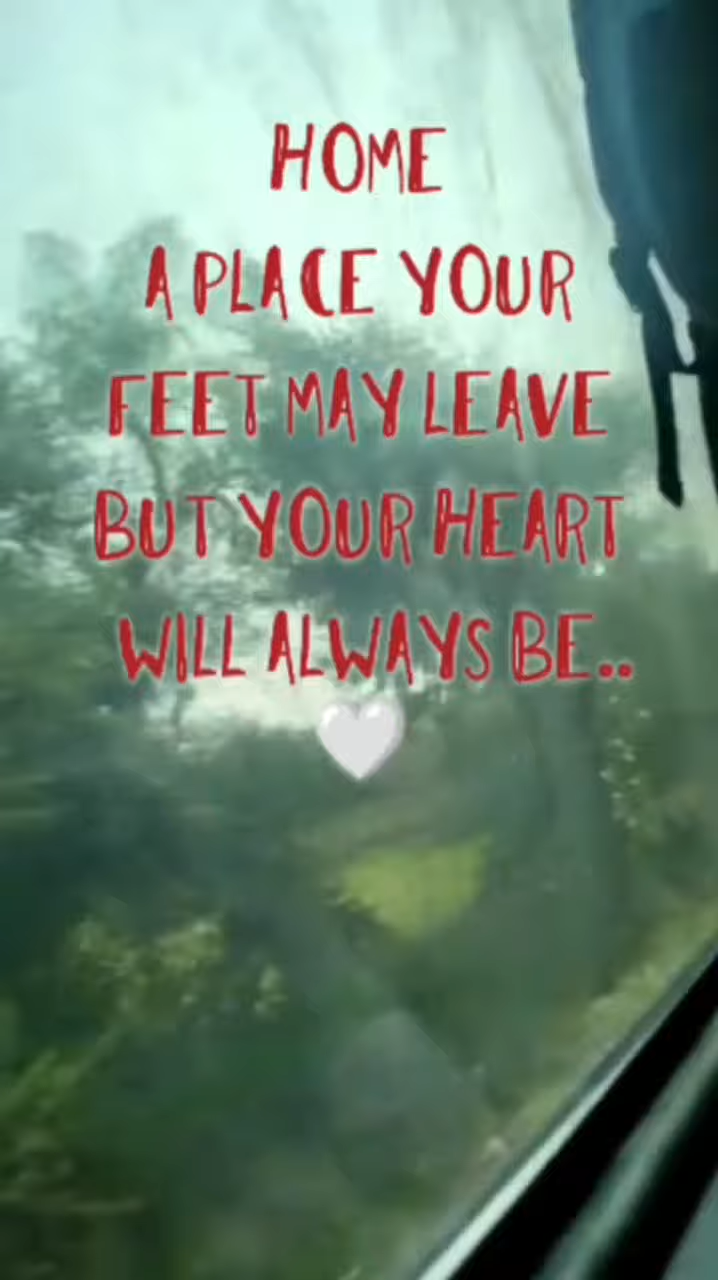 HOME
A PLACE YOUR
FEET MAY LEAVE
BUT YOUR HEART
WILL ALWAYS BE..
🤍